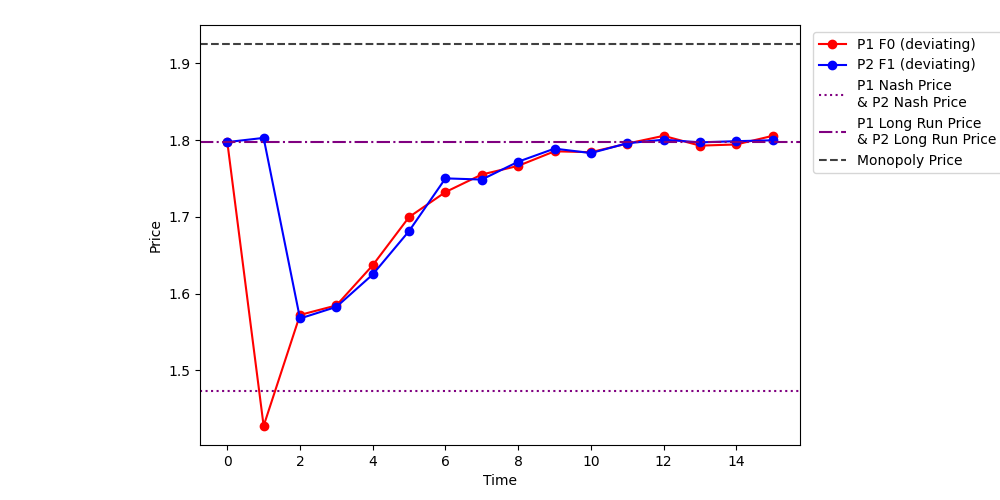 P1 F0 (deviating)
P2 F1 (deviating)
P1 Nash Price
& P2 Nash Price
P1 Long Run Price
& P2 Long Run Price
Monopoly Price
Price
1.9
1.8
1.7
1.6
1.5
0 2 4 6 8 10 12 14
Time